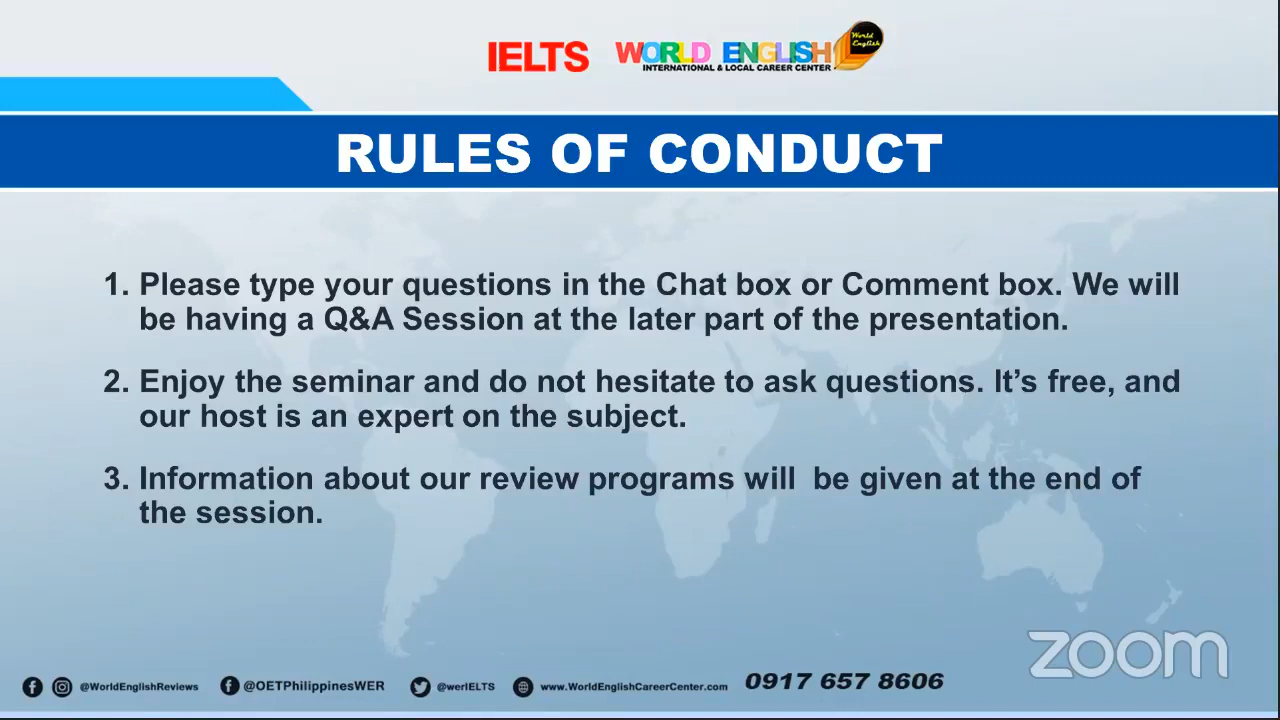 IELTS WORLD ENGLISH World English
INTERNATIONAL & LOCAL CAREER CENTER
RULES OF CONDUCT
1. Please type your questions in the Chat box or Comment box. We will
be having a Q&A Session at the later part of the presentation.
2. Enjoy the seminar and do not hesitate to ask questions. It’s free, and
our host is an expert on the subject.
3. Information about our review programs will  be given at the end of
the session.
zoom
@WorldEnglishReviews @OETPhilippinesWER @werIELTS www.WorldEnglishCareerCenter.com 0917 657 8606